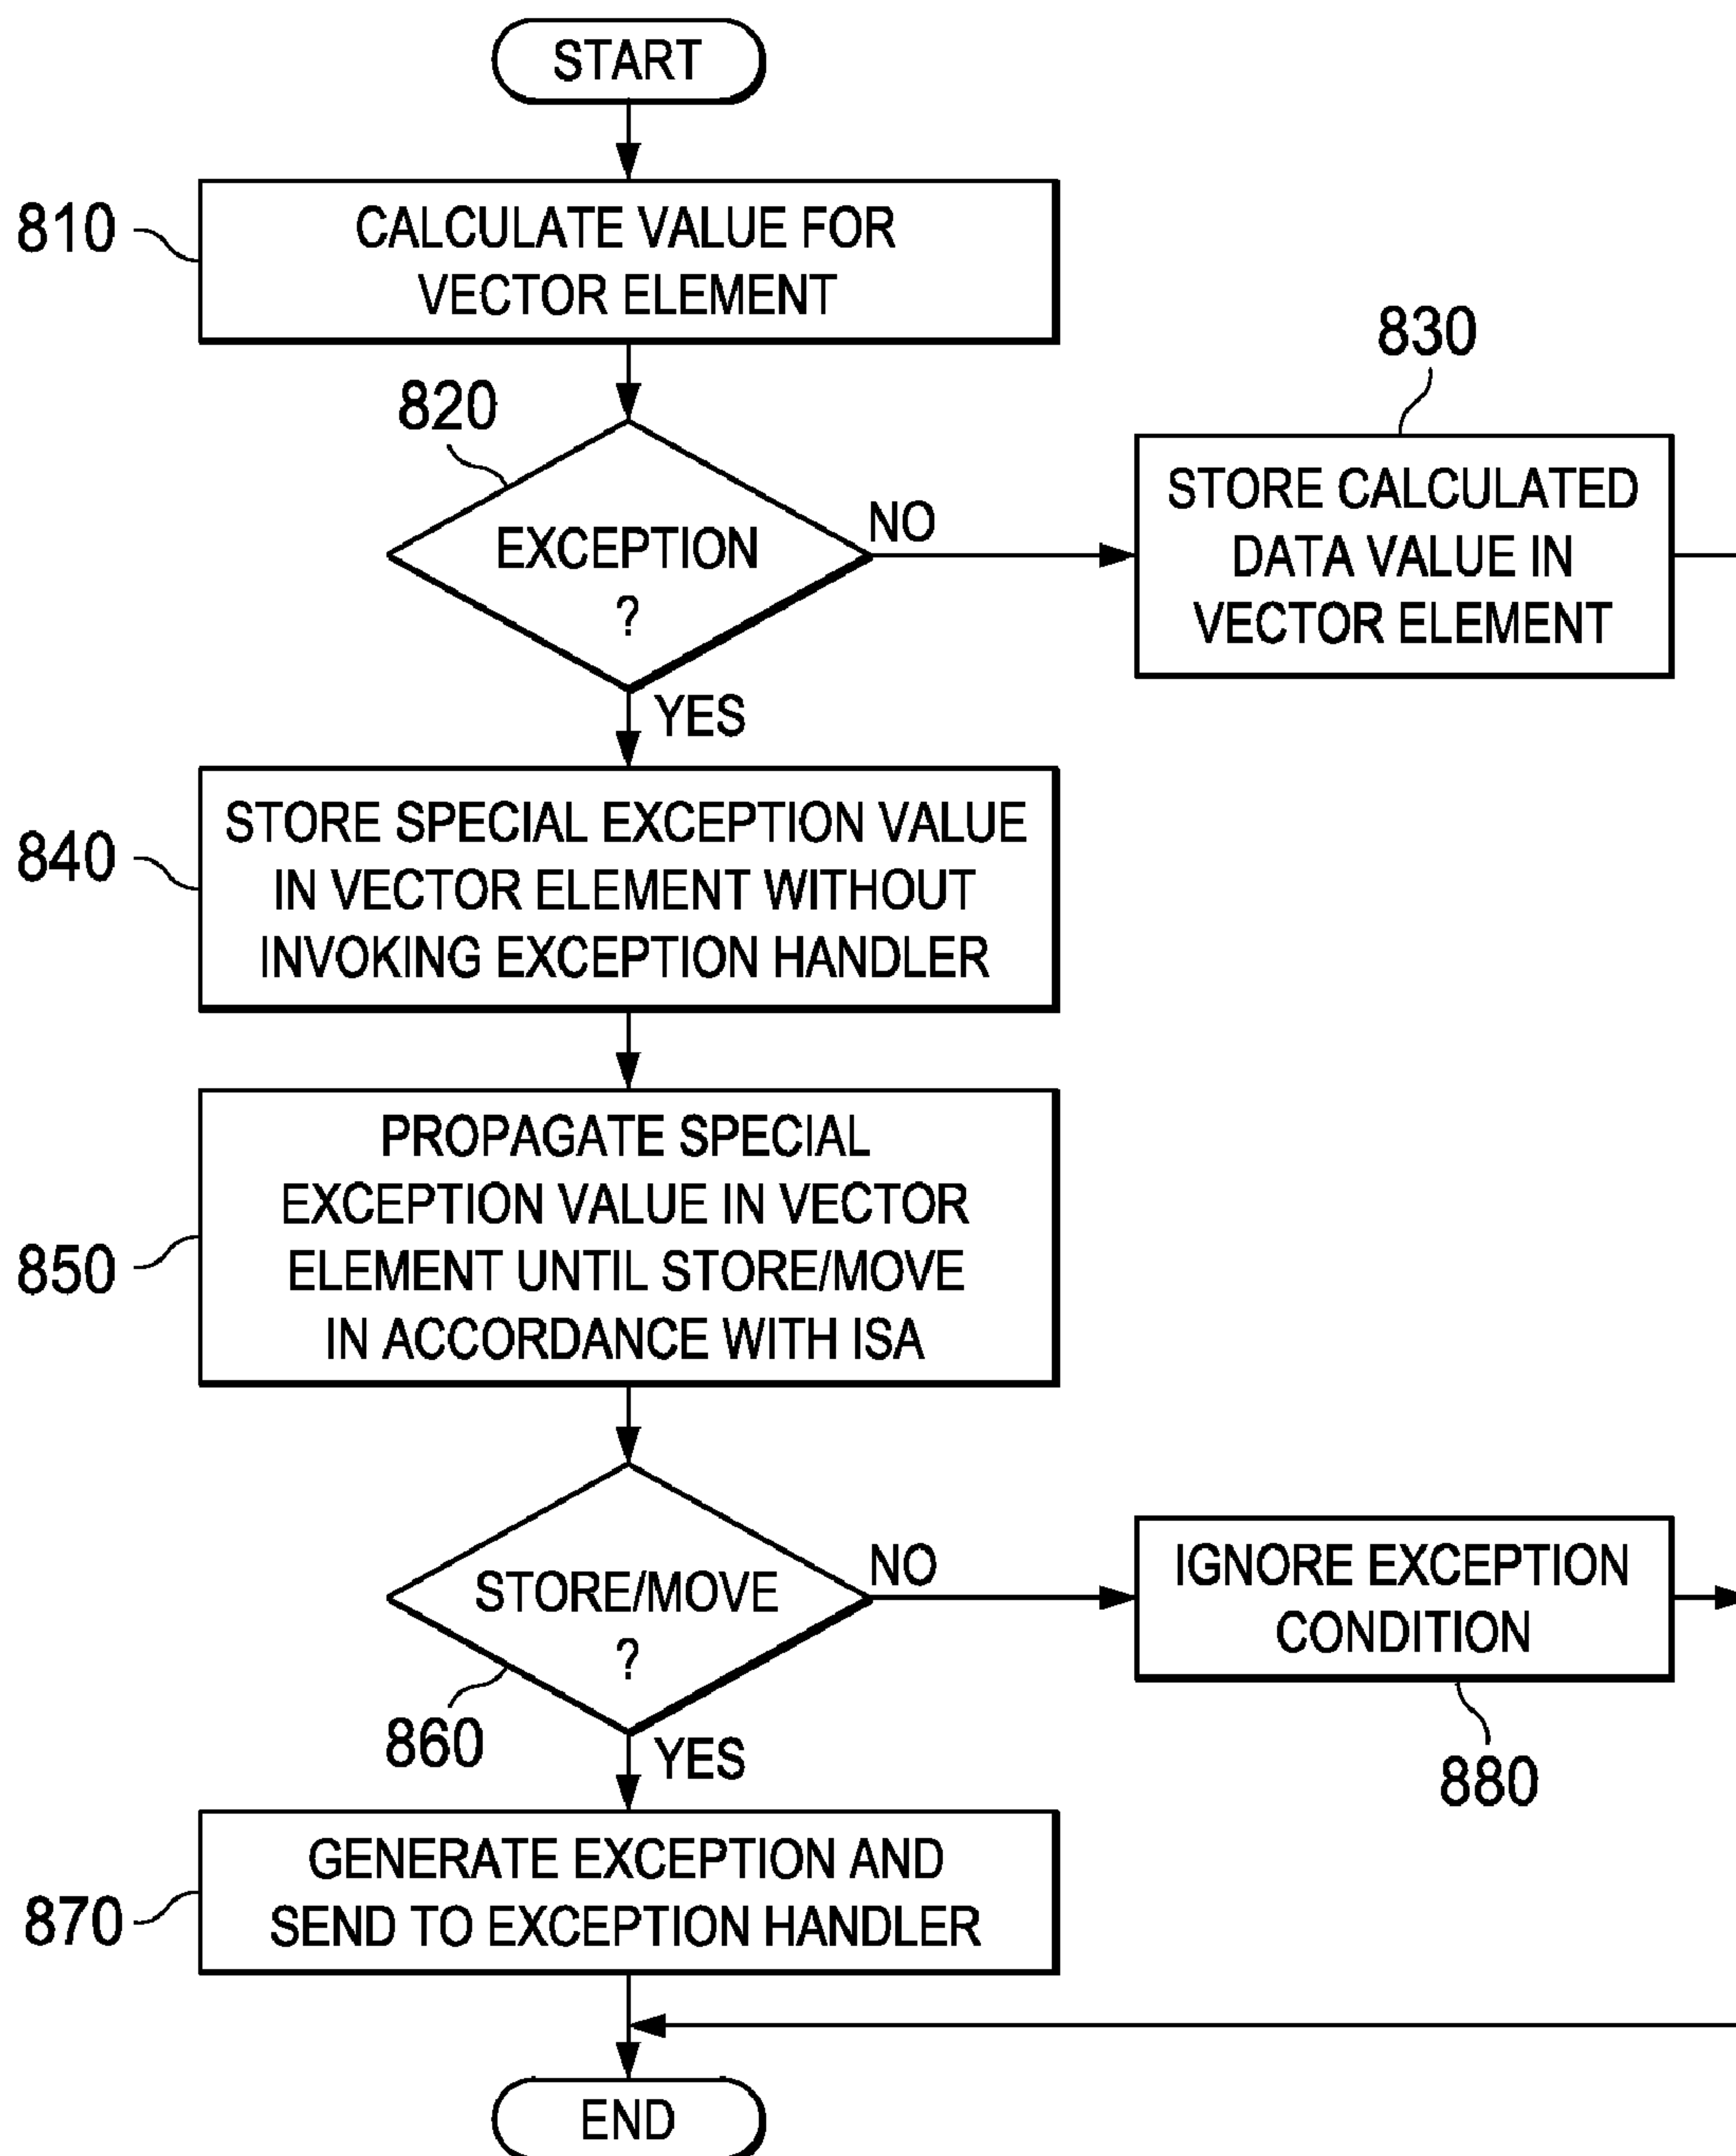 START
810
CALCULATE VALUE FOR
VECTOR ELEMENT
820
EXCEPTION
?
NO
830
STORE CALCULATED
DATA VALUE IN
VECTOR ELEMENT
YES
840
STORE SPECIAL EXCEPTION VALUE
IN VECTOR ELEMENT WITHOUT
INVOKING EXCEPTION HANDLER
850
PROPAGATE SPECIAL
EXCEPTION VALUE IN VECTOR
ELEMENT UNTIL STORE/MOVE
IN ACCORDANCE WITH ISA
860
STORE/MOVE
?
NO
IGNORE EXCEPTION
CONDITION
880
YES
870
GENERATE EXCEPTION AND
SEND TO EXCEPTION HANDLER
END